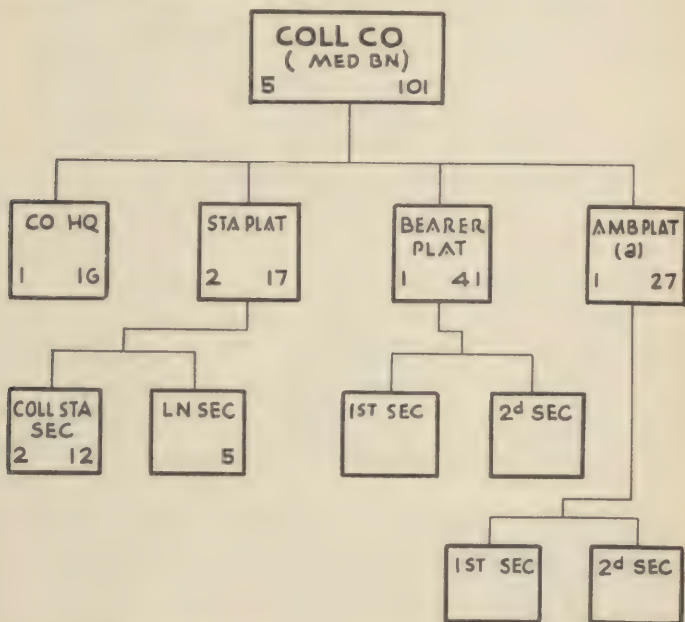 COLL CO
( MED BN)
5 101
CO HQ
1 16
STA PLAT
2 17
BEARER
PLAT
1 41
AMB PLAT
(a)
1 27
COLL STA
SEC
2 12
LN SEC
5
1ST SEC
2d SEC
1ST SEC
2d SEC